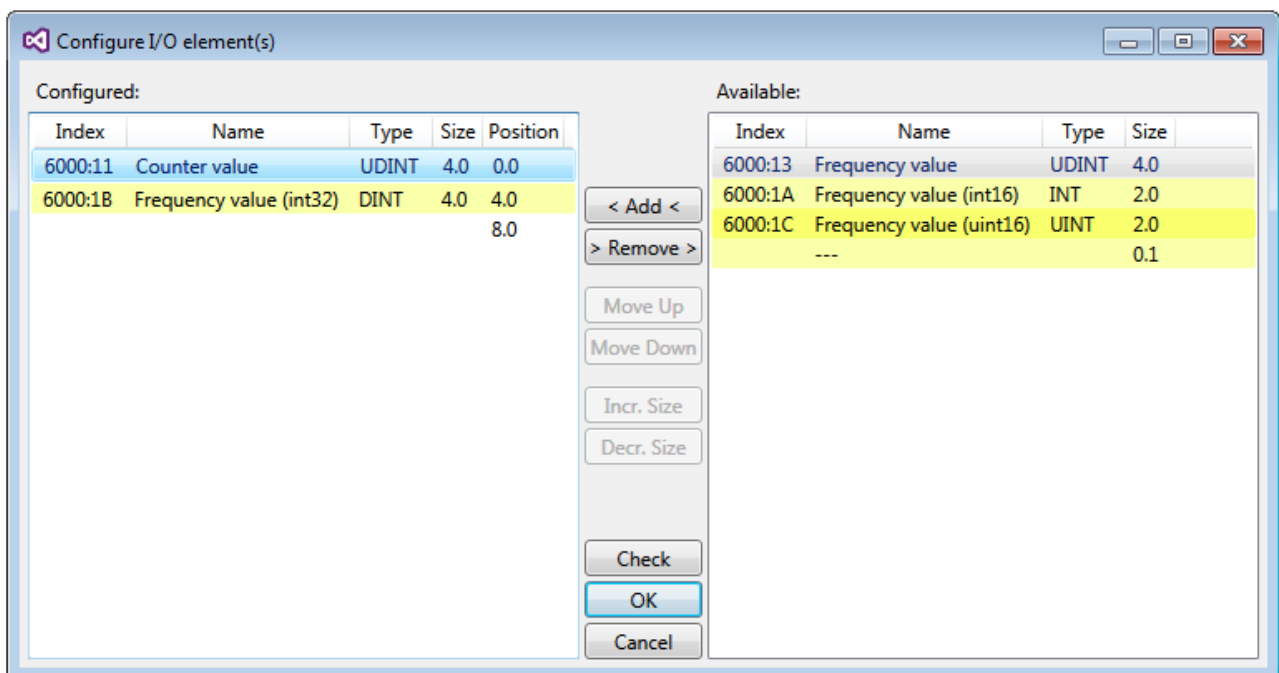 Configure I/O element(s)
Configured:
Index Name Type Size Position
6000:11 Counter value UDINT 4.0 0.0
6000:1B Frequency value (int32) DINT 4.0 4.0
8.0
< Add <
> Remove >
Move Up
Move Down
Incr. Size
Decr. Size
Check
OK
Cancel
Available:
Index Name Type Size
6000:13 Frequency value UDINT 4.0
6000:1A Frequency value (int16) INT 2.0
6000:1C Frequency value (uint16) UINT 2.0
--- 0.1